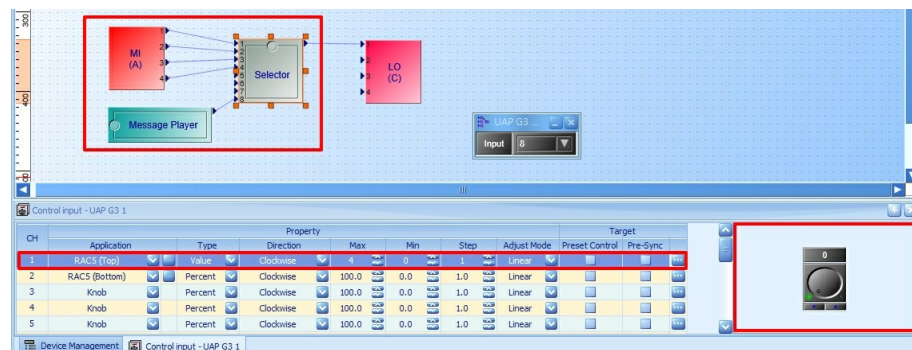 300
400
MI
(A)
1
2
3
4
1
2
3
4
5
6
7
8
Selector
1
2
3
4
LO
(C)
Message Player
UAP G3 ...
Input 8
Control input - UAP G3 1
CH Property Target
Application Type Direction Max Min Step Adjust Mode Preset Control Pre-Sync
1 RAC5 (Top) Value Clockwise 4 0 1 Linear
2 RAC5 (Bottom) Percent Clockwise 100.0 0.0 1.0 Linear
3 Knob Percent Clockwise 100.0 0.0 1.0 Linear
4 Knob Percent Clockwise 100.0 0.0 1.0 Linear
5 Knob Percent Clockwise 100.0 0.0 1.0 Linear
0
Device Management Control input - UAP G3 1